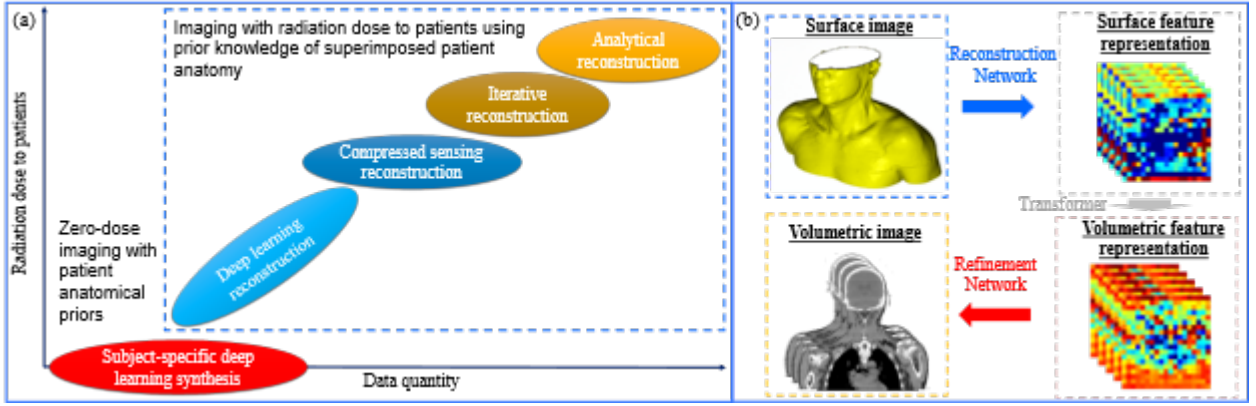 (a)
Imaging with radiation dose to patients using
prior knowledge of superimposed patient
anatomy
Analytical
reconstruction
Iterative
reconstruction
Compressed sensing
reconstruction
Deep learning
reconstruction
Zero-dose
imaging with
patient
anatomical
priors
Subject-specific deep
learning synthesis
Radiation dose to patients
Data quantity
(b)
Surface image
Reconstruction
Network
Surface feature
representation
Transformer
Volumetric feature
representation
Refinement
Network
Volumetric image